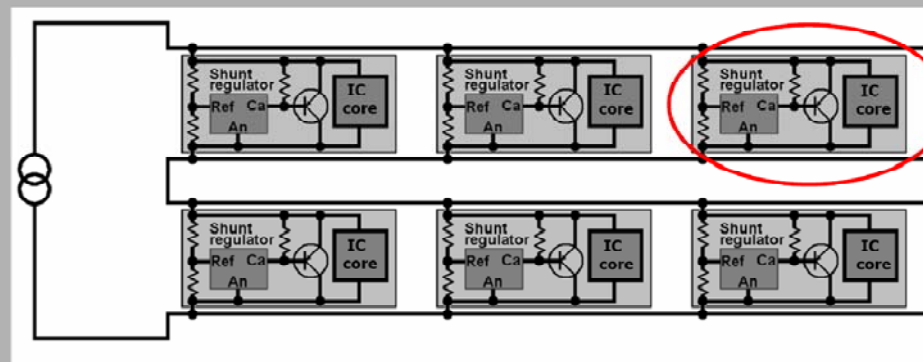 Shunt
regulator
Ref Ca
An
IC
core
Shunt
regulator
Ref Ca
An
IC
core
Shunt
regulator
Ref Ca
An
IC
core
Shunt
regulator
Ref Ca
An
IC
core
Shunt
regulator
Ref Ca
An
IC
core
Shunt
regulator
Ref Ca
An
IC
core